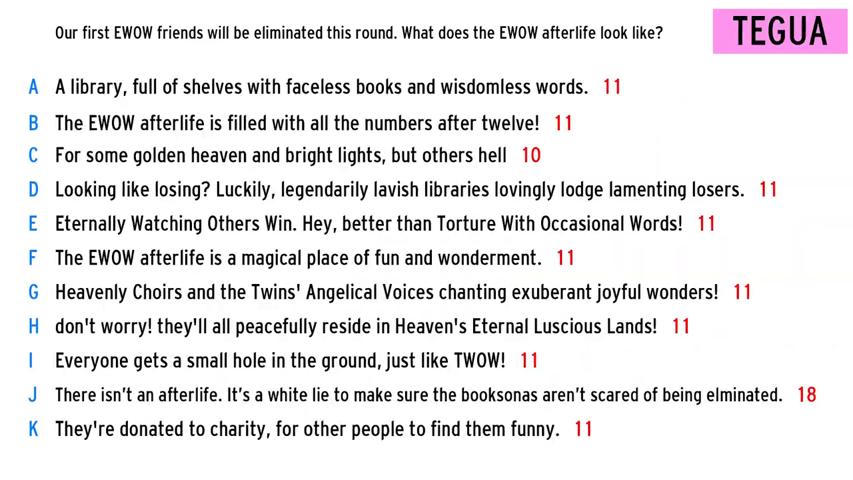 Our first EWOW friends will be eliminated this round. What does the EWOW afterlife look like?
TEGUA
A A library, full of shelves with faceless books and wisdomless words. 11
B The EWOW afterlife is filled with all the numbers after twelve! 11
C For some golden heaven and bright lights, but others hell 10
D Looking like losing? Luckily, legendarily lavish libraries lovingly lodge lamenting losers. 11
E Eternally Watching Others Win. Hey, better than Torture With Occasional Words! 11
F The EWOW afterlife is a magical place of fun and wonderment. 11
G Heavenly Choirs and the Twins' Angelical Voices chanting exuberant joyful wonders! 11
H don't worry! they'll all peacefully reside in Heaven's Eternal Luscious Lands! 11
I Everyone gets a small hole in the ground, just like TWOW! 11
J There isn’t an afterlife. It’s a white lie to make sure the booksonas aren’t scared of being elminated. 18
K They're donated to charity, for other people to find them funny. 11